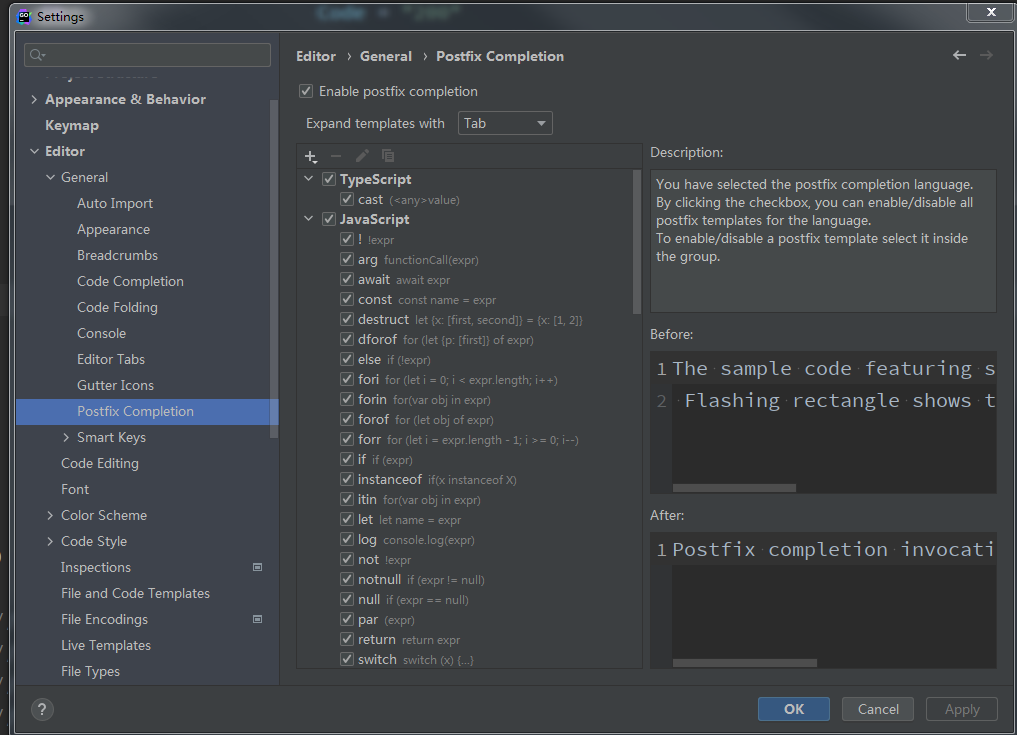 Code = "200"
GO Settings
Editor › General › Postfix Completion
Appearance & Behavior
Keymap
Editor
General
Auto Import
Appearance
Breadcrumbs
Code Completion
Code Folding
Console
Editor Tabs
Gutter Icons
Postfix Completion
Smart Keys
Code Editing
Font
Color Scheme
Code Style
Inspections
File and Code Templates
File Encodings
Live Templates
File Types
Enable postfix completion
Expand templates with Tab
TypeScript
cast (<any>value)
JavaScript
! !expr
arg functionCall(expr)
await await expr
const const name = expr
destruct let {x: [first, second]} = {x: [1, 2]}
dforof for (let {p: [first]} of expr)
else if (!expr)
fori for (let i = 0; i < expr.length; i++)
forin for(var obj in expr)
forof for (let obj of expr)
forr for (let i = expr.length - 1; i >= 0; i--)
if if (expr)
instanceof if(x instanceof X)
itin for(var obj in expr)
let let name = expr
log console.log(expr)
not !expr
notnull if (expr != null)
null if (expr == null)
par (expr)
return return expr
switch switch (x) {...}
Description:
You have selected the postfix completion language.
By clicking the checkbox, you can enable/disable all
postfix templates for the language.
To enable/disable a postfix template select it inside
the group.
Before:
1 The sample code featuring s
2 Flashing rectangle shows t
After:
1 Postfix completion invocati
?
OK Cancel Apply